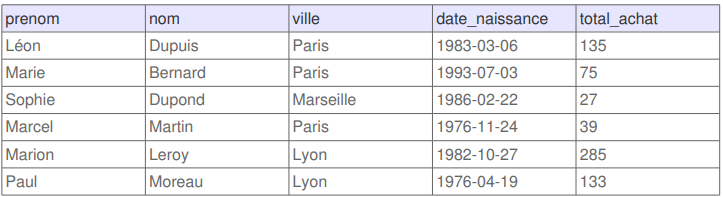 prenom nom ville date_naissance total_achat
Léon Dupuis Paris 1983-03-06 135
Marie Bernard Paris 1993-07-03 75
Sophie Dupond Marseille 1986-02-22 27
Marcel Martin Paris 1976-11-24 39
Marion Leroy Lyon 1982-10-27 285
Paul Moreau Lyon 1976-04-19 133